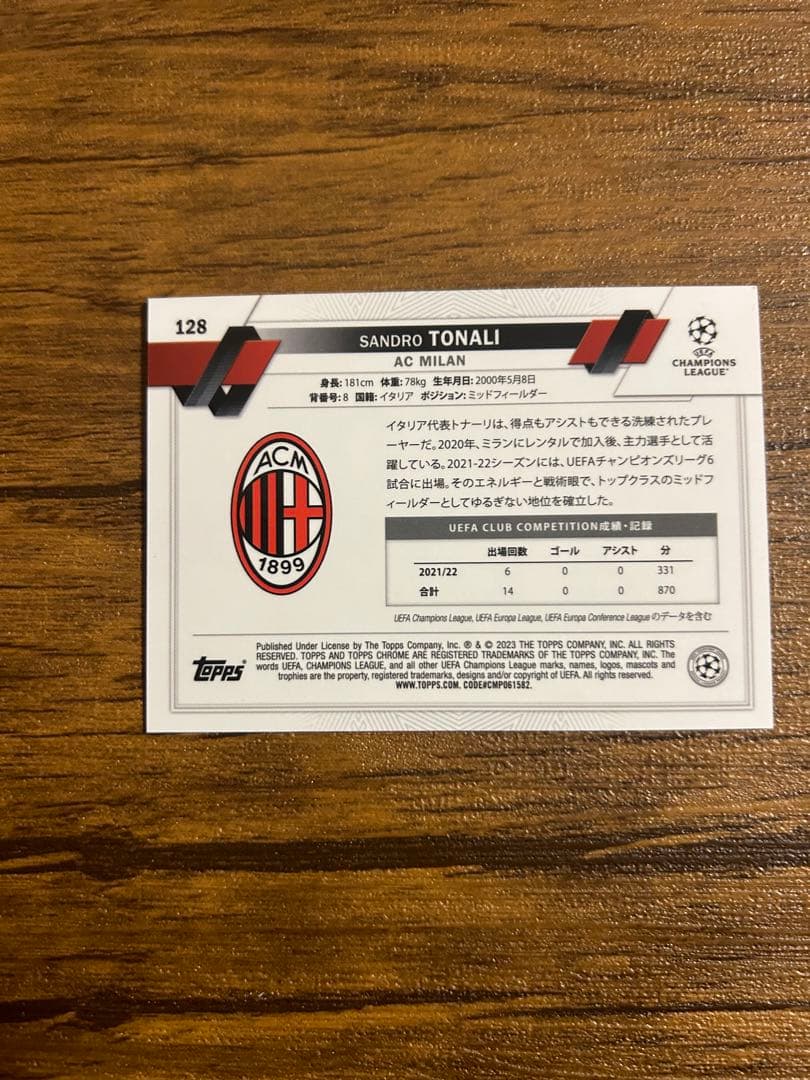 128
SANDRO TONALI
AC MILAN
UEFA
CHAMPIONS
LEAGUE
身長: 181cm 体重: 78kg 生年月日: 2000年5月8日
背番号: 8 国籍: イタリア ポジション: ミッドフィールダー
イタリア代表トナーリは、得点もアシストもできる洗練されたプレ
ーヤーだ。2020年、ミランにレンタルで加入後、主力選手として活
躍している。2021-22シーズンには、UEFAチャンピオンズリーグ6
試合に出場。そのエネルギーと戦術眼で、トップクラスのミッドフ
ィールダーとしてゆるぎない地位を確立した。
ACM
1899
UEFA CLUB COMPETITION成績・記録
出場回数 ゴール アシスト 分
2021/22 6 0 0 331
合計 14 0 0 870
UEFA Champions League, UEFA Europa League, UEFA Europa Conference League のデータを含む
Topps
Published Under License by The Topps Company, Inc. ® & © 2023 THE TOPPS COMPANY, INC. ALL RIGHTS
RESERVED. TOPPS AND TOPPS CHROME ARE REGISTERED TRADEMARKS OF THE TOPPS COMPANY, INC. The
words UEFA, CHAMPIONS LEAGUE, and all other UEFA Champions League marks, names, logos, mascots and
trophies are the property, registered trademarks, designs and/or copyright of UEFA. All rights reserved.
WWW.TOPPS.COM. CODE#CMP061582.